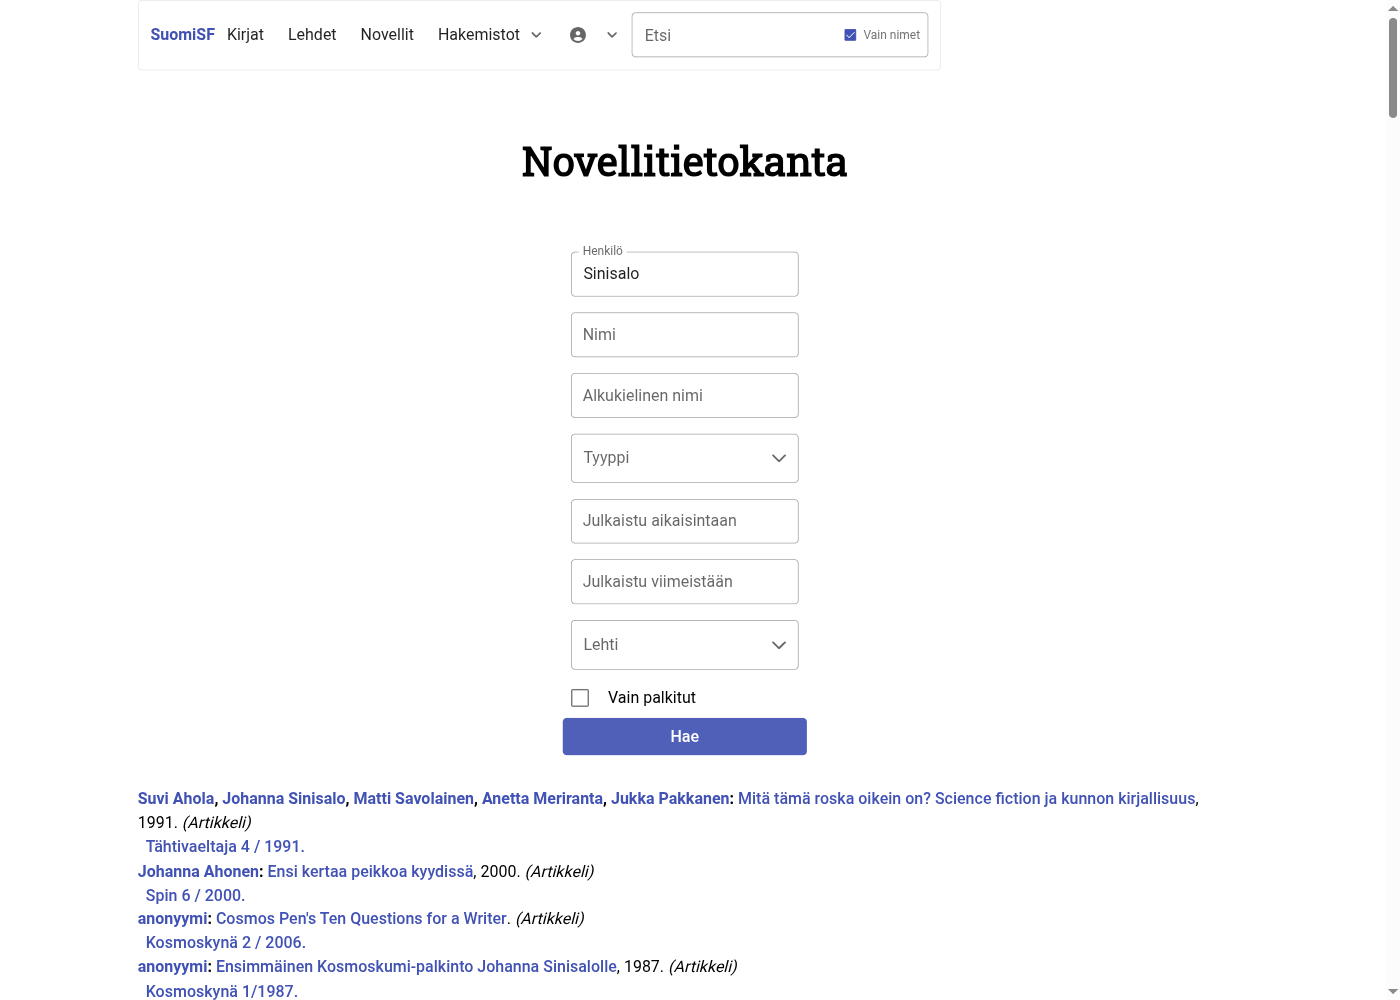 SuomiSF Kirjat Lehdet Novellit Hakemistot Etsi Vain nimet
Novellitietokanta
Henkilö
Sinisalo
Nimi
Alkukielinen nimi
Tyyppi
Julkaistu aikaisintaan
Julkaistu viimeistään
Lehti
Vain palkitut
Hae
Suvi Ahola, Johanna Sinisalo, Matti Savolainen, Anetta Meriranta, Jukka Pakkanen: Mitä tämä roska oikein on? Science fiction ja kunnon kirjallisuus,
1991. (Artikkeli)
Tähtivaeltaja 4 / 1991.
Johanna Ahonen: Ensi kertaa peikkoa kyydissä, 2000. (Artikkeli)
Spin 6 / 2000.
anonyymi: Cosmos Pen's Ten Questions for a Writer. (Artikkeli)
Kosmoskynä 2 / 2006.
anonyymi: Ensimmäinen Kosmoskumi-palkinto Johanna Sinisalolle, 1987. (Artikkeli)
Kosmoskynä 1/1987.